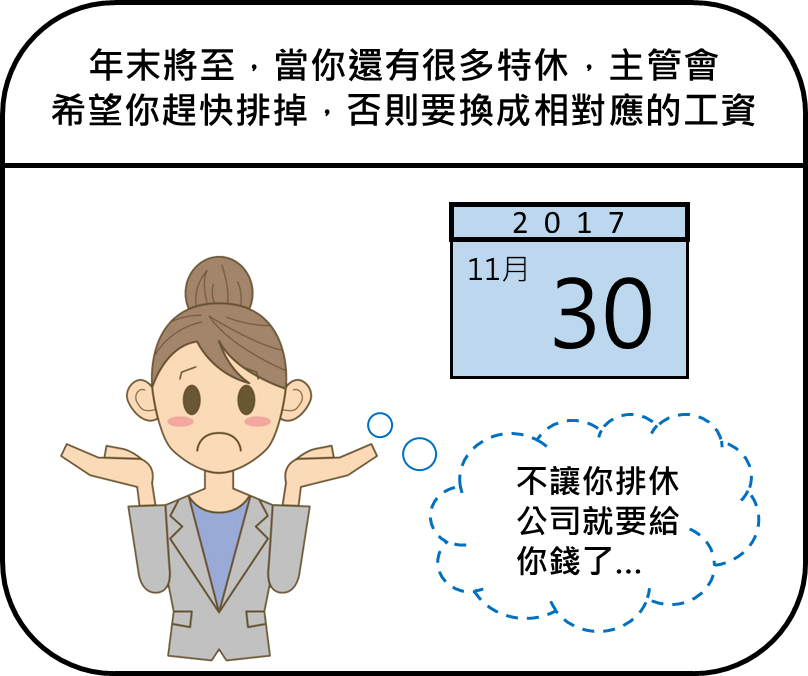 年末將至，當你還有很多特休，主管會
希望你趕快排掉，否則要換成相對應的工資
2017
11月
30
不讓你排休
公司就要給
你錢了...